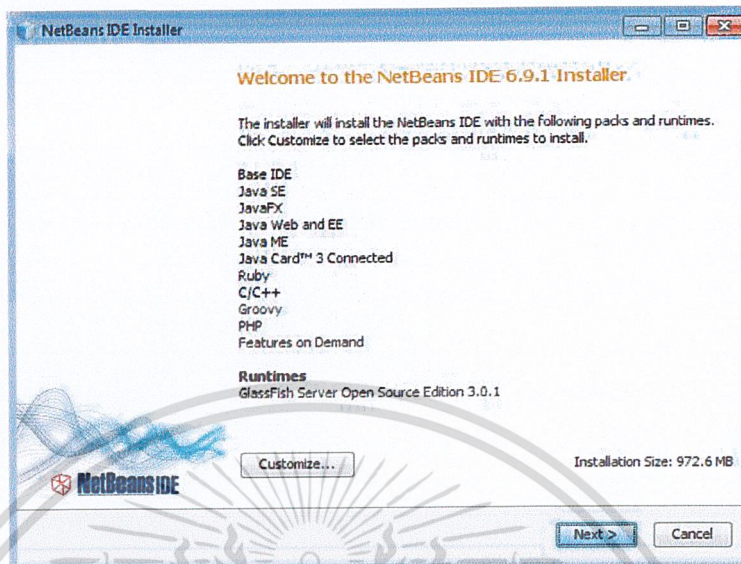 NetBeans IDE Installer
Welcome to the NetBeans IDE 6.9.1 Installer
The installer will install the NetBeans IDE with the following packs and runtimes.
Click Customize to select the packs and runtimes to install.
Base IDE
Java SE
JavaFX
Java Web and EE
Java ME
Java Card™ 3 Connected
Ruby
C/C++
Groovy
PHP
Features on Demand
Runtimes
GlassFish Server Open Source Edition 3.0.1
NetBeans IDE
Customize...
Installation Size: 972.6 MB
Next >
Cancel